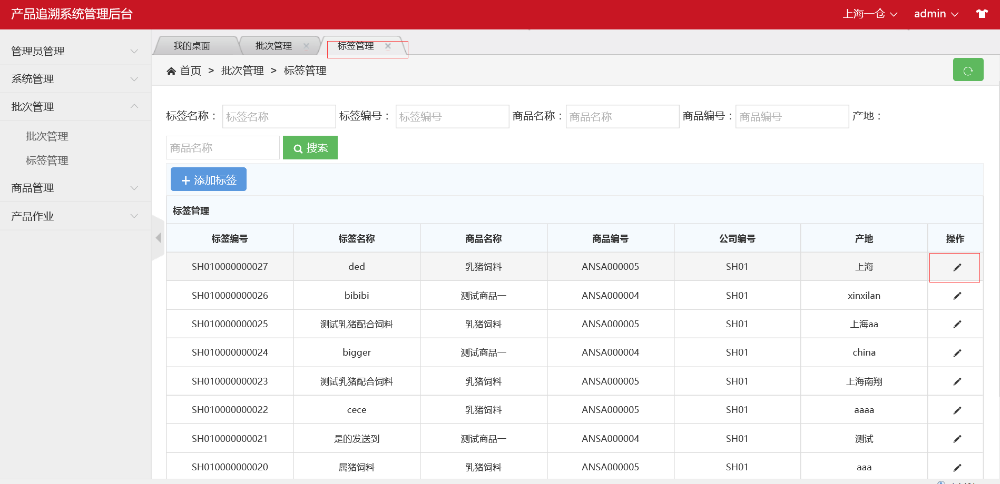 产品追溯系统管理后台
上海一仓 admin
管理员管理
系统管理
批次管理
批次管理
标签管理
商品管理
产品作业
我的桌面 批次管理 标签管理
首页 > 批次管理 > 标签管理
标签名称： 标签名称 标签编号： 标签编号 商品名称： 商品名称 商品编号： 商品编号 产地：
商品名称 搜索
添加标签
标签管理
标签编号 标签名称 商品名称 商品编号 公司编号 产地 操作
SH010000000027 ded 乳猪饲料 ANSA000005 SH01 上海
SH010000000026 bibibi 测试商品一 ANSA000004 SH01 xinxilan
SH010000000025 测试乳猪配合饲料 乳猪饲料 ANSA000005 SH01 上海aa
SH010000000024 bigger 测试商品一 ANSA000004 SH01 china
SH010000000023 测试乳猪配合饲料 乳猪饲料 ANSA000005 SH01 上海南翔
SH010000000022 cece 乳猪饲料 ANSA000005 SH01 aaaa
SH010000000021 是的发送到 测试商品一 ANSA000004 SH01 测试
SH010000000020 属猪饲料 乳猪饲料 ANSA000005 SH01 aaa